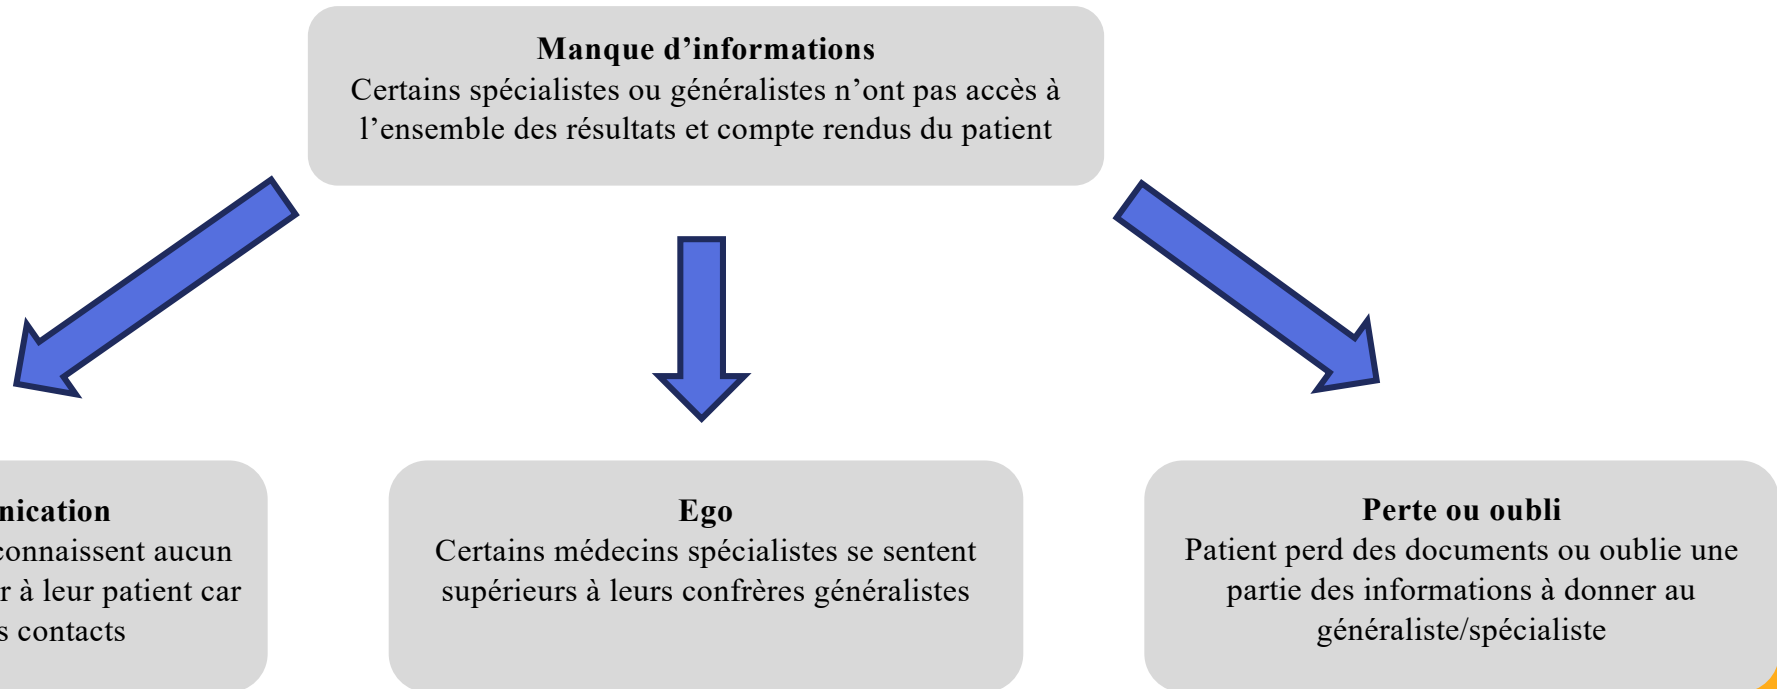 Manque d’informations
Certains spécialistes ou généralistes n’ont pas accès à
l’ensemble des résultats et compte rendus du patient
connaissent aucun
à leur patient car
contacts
Ego
Certains médecins spécialistes se sentent
supérieurs à leurs confrères généralistes
Perte ou oubli
Patient perd des documents ou oublie une
partie des informations à donner au
généraliste/spécialiste